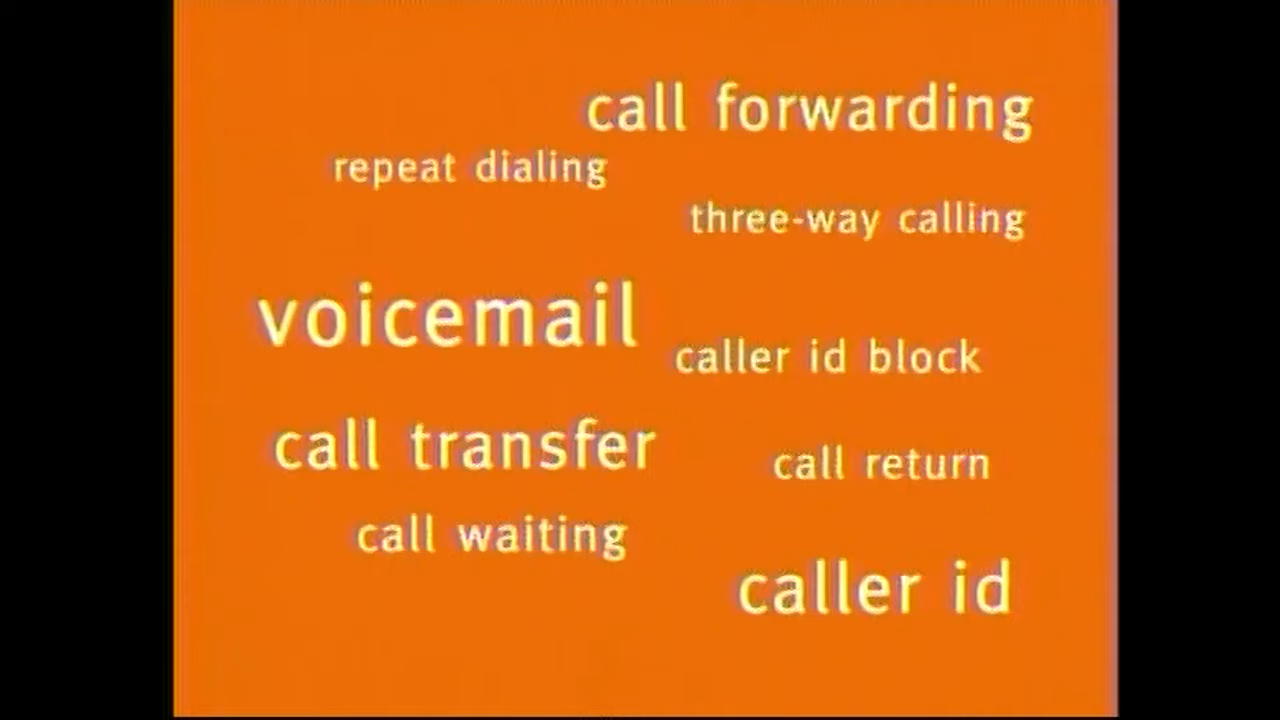 call forwarding
repeat dialing
three-way calling
voicemail
caller id block
call transfer
call return
call waiting
caller id